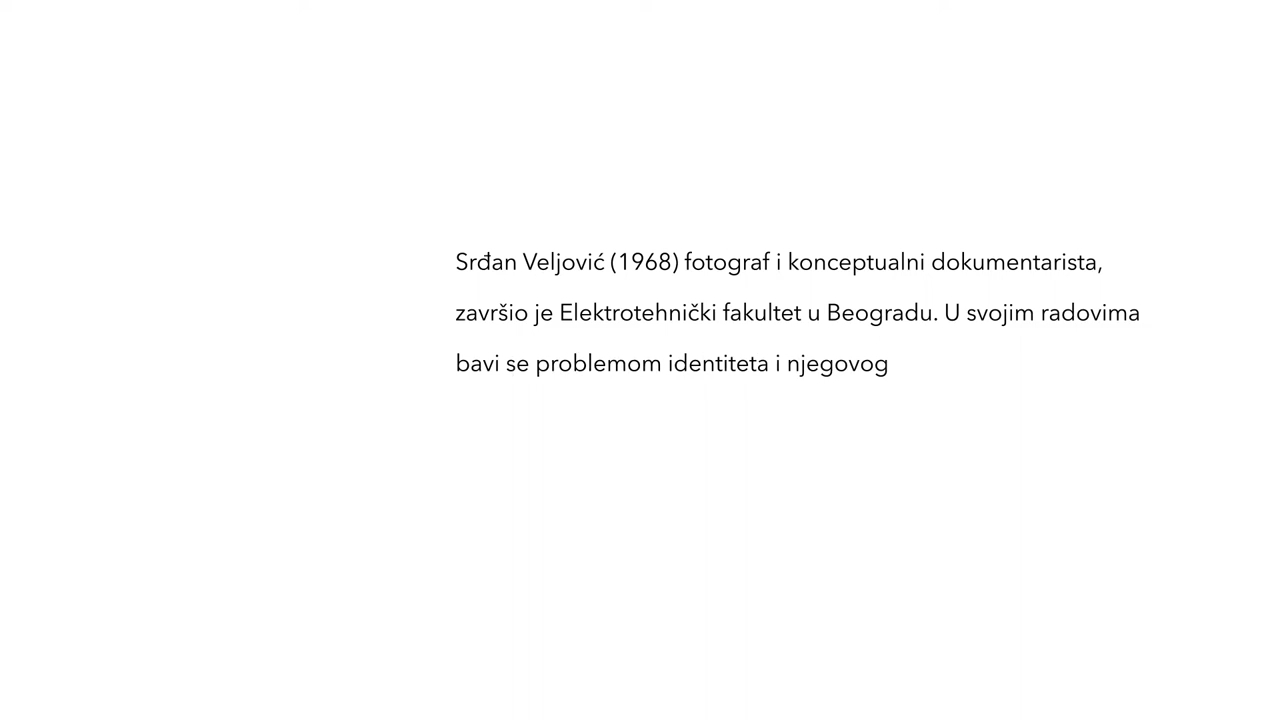 Srđan Veljović (1968) fotograf i konceptualni dokumentarista,
završio je Elektrotehnički fakultet u Beogradu. U svojim radovima
bavi se problemom identiteta i njegovog